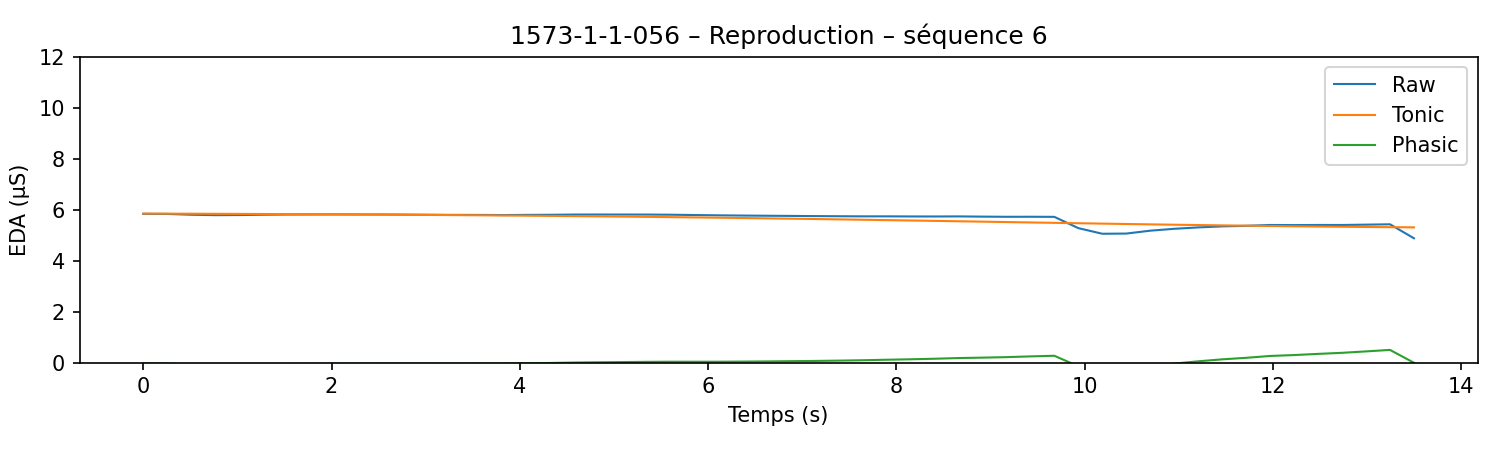 1573-1-1-056 – Reproduction – séquence 6
12
10
8
6
4
2
0
EDA (µS)
Raw
Tonic
Phasic
0 2 4 6 8 10 12 14
Temps (s)